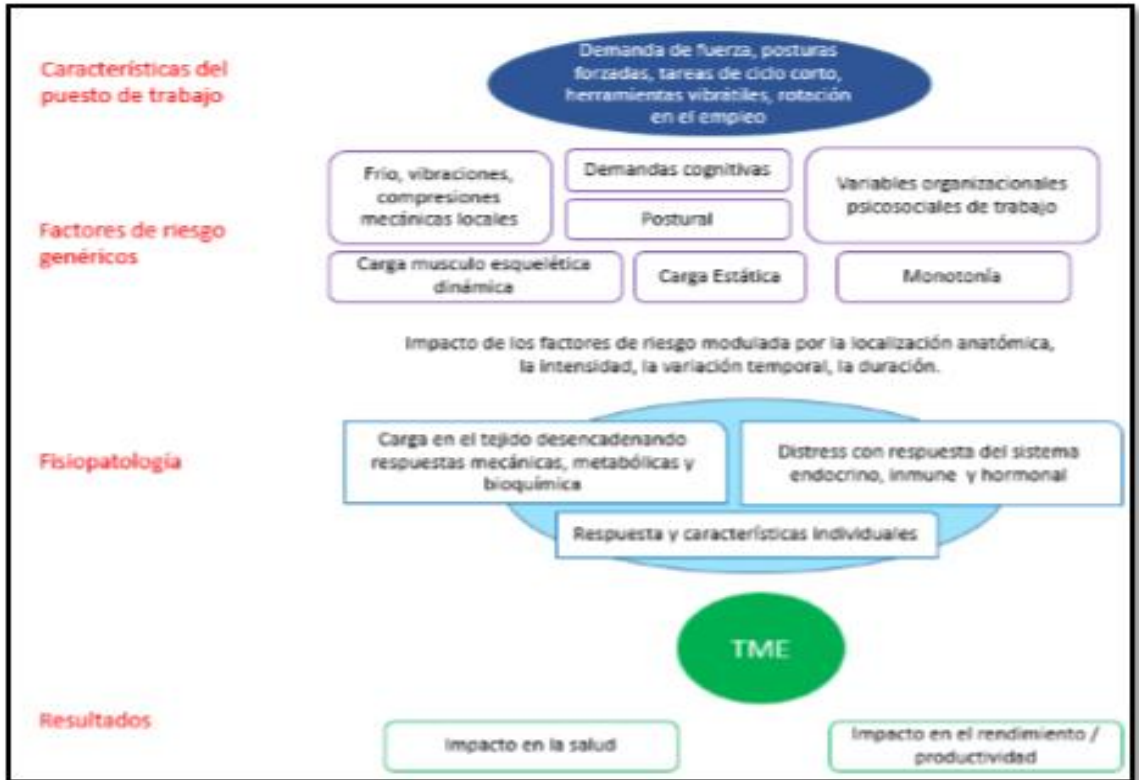 Características del
puesto de trabajo
Demanda de fuerza, posturas
forzadas, tareas de ciclo corto,
herramientas vibrátiles, rotación
en el empleo
Factores de riesgo
genéricos
Frio, vibraciones,
compresiones
mecánicas locales
Demandas cognitivas
Postural
Variables organizacionales
psicosociales de trabajo
Carga musculo esquelética
dinámica
Carga Estática
Monotonía
Impacto de los factores de riesgo modulada por la localización anatómica,
la intensidad, la variación temporal, la duración.
Fisiopatología
Carga en el tejido desencadenando
respuestas mecánicas, metabólicas y
bioquímica
Distress con respuesta del sistema
endocrino, inmune y hormonal
Respuesta y características individuales
TME
Resultados
Impacto en la salud
Impacto en el rendimiento /
productividad